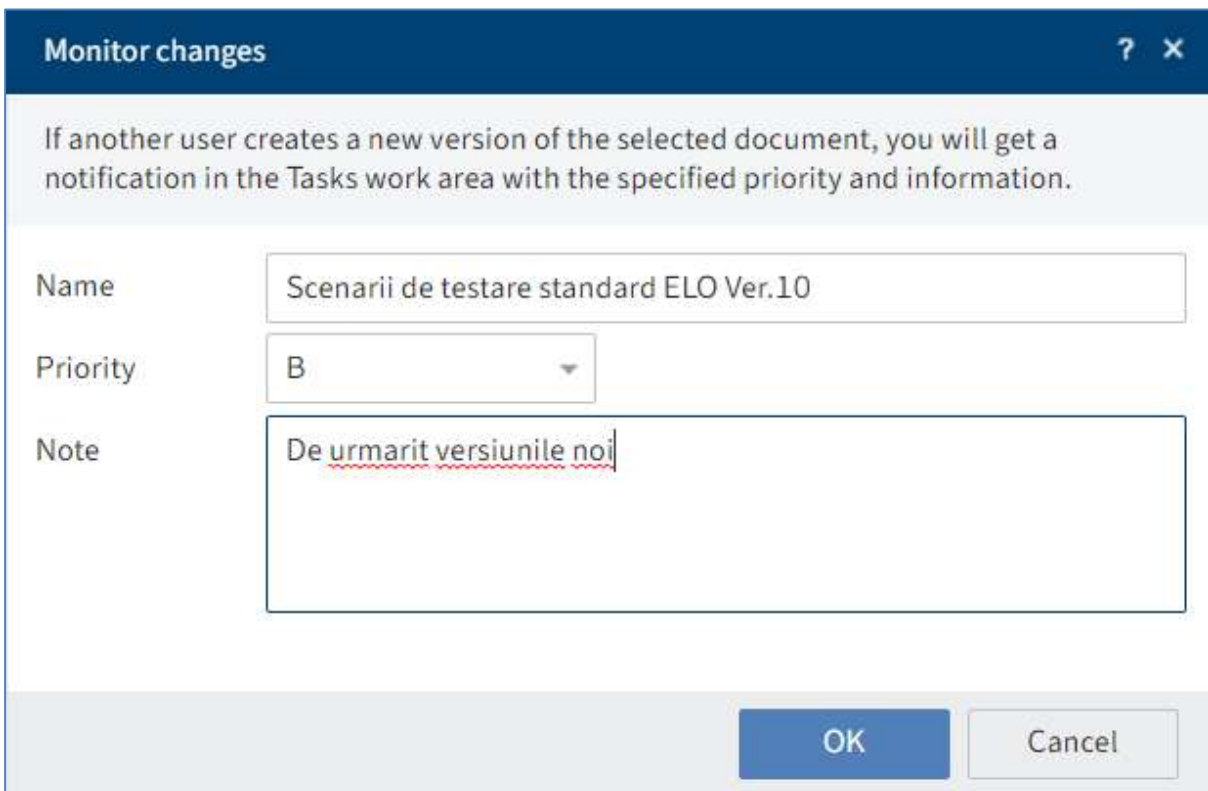 Monitor changes ? ×
If another user creates a new version of the selected document, you will get a
notification in the Tasks work area with the specified priority and information.
Name Scenarii de testare standard ELO Ver.10
Priority B
Note De urmarit versiunile noi
OK Cancel